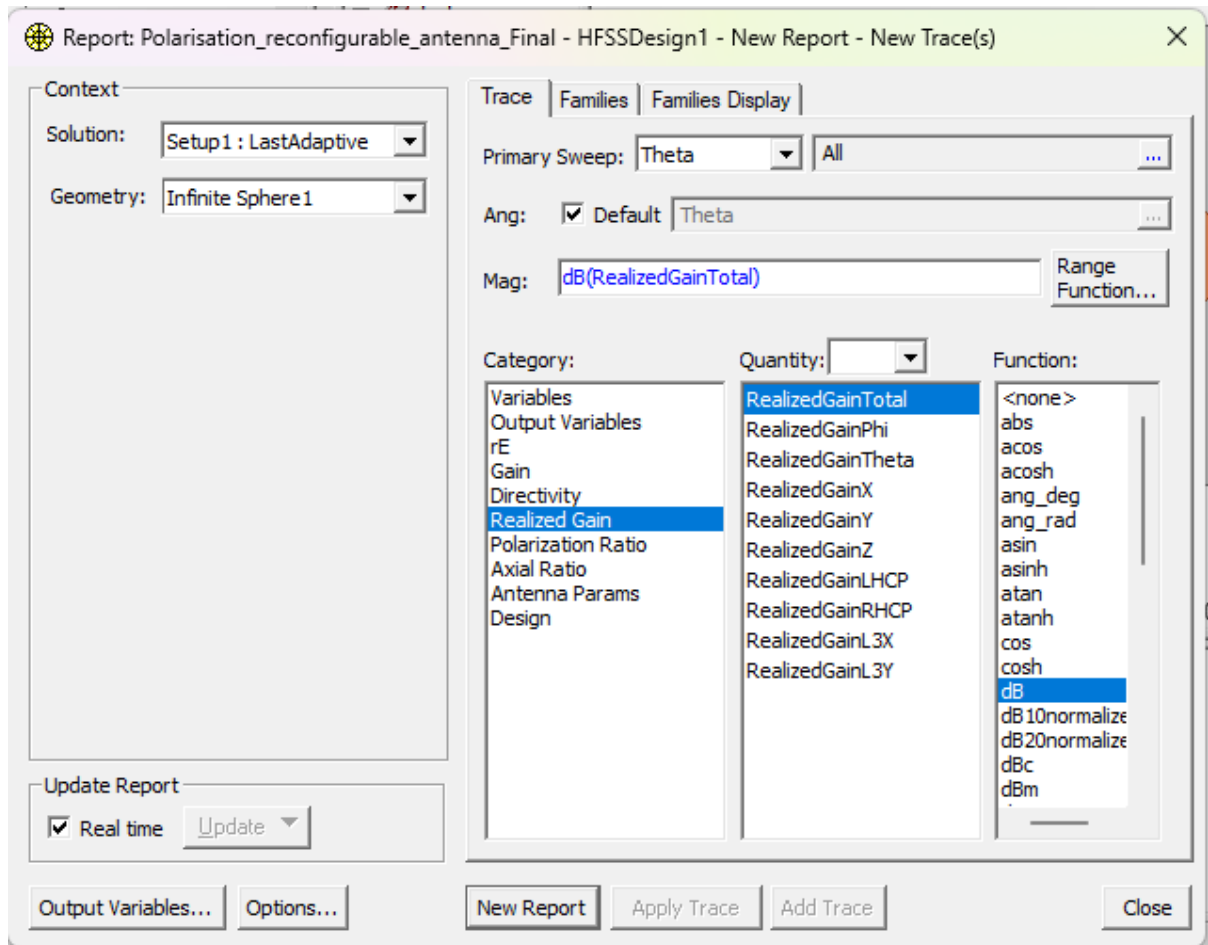 Report: Polarisation_reconfigurable_antenna_Final - HFSSDesign1 - New Report - New Trace(s)
Context
Solution: Setup1 : LastAdaptive
Geometry: Infinite Sphere1
Update Report
Real time Update
Output Variables... Options...
Trace Families Families Display
Primary Sweep: Theta All ...
Ang: Default Theta ...
Mag: dB(RealizedGainTotal) Range Function...
Category:
Variables
Output Variables
rE
Gain
Directivity
Realized Gain
Polarization Ratio
Axial Ratio
Antenna Params
Design
Quantity:
RealizedGainTotal
RealizedGainPhi
RealizedGainTheta
RealizedGainX
RealizedGainY
RealizedGainZ
RealizedGainLHCP
RealizedGainRHCP
RealizedGainL3X
RealizedGainL3Y
Function:
<none>
abs
acos
acosh
ang_deg
ang_rad
asin
asinh
atan
atanh
cos
cosh
dB
dB10normalize
dB20normalize
dBc
dBm
New Report Apply Trace Add Trace Close